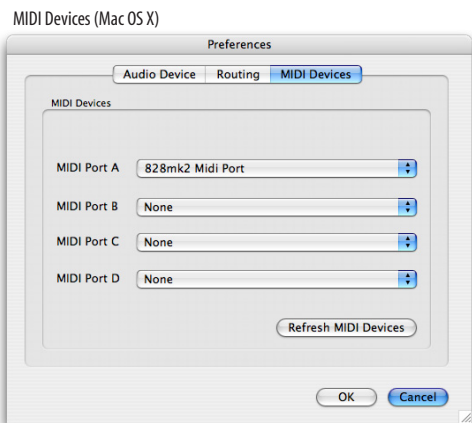 MIDI Devices (Mac OS X)
Preferences
Audio Device Routing MIDI Devices
MIDI Devices
MIDI Port A 828mk2 Midi Port
MIDI Port B None
MIDI Port C None
MIDI Port D None
Refresh MIDI Devices
OK Cancel